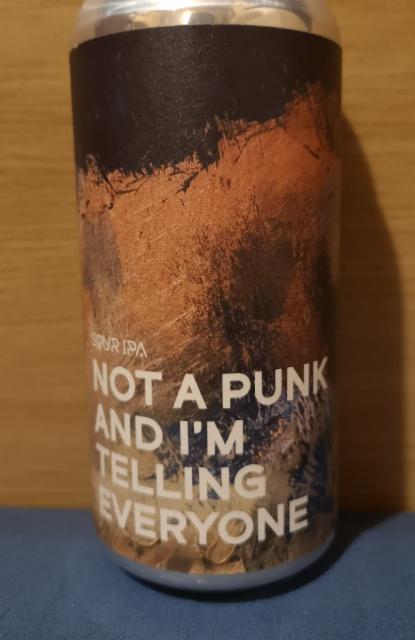 SOUR IPA
NOT A PUNK
AND I'M
TELLING
EVERYONE